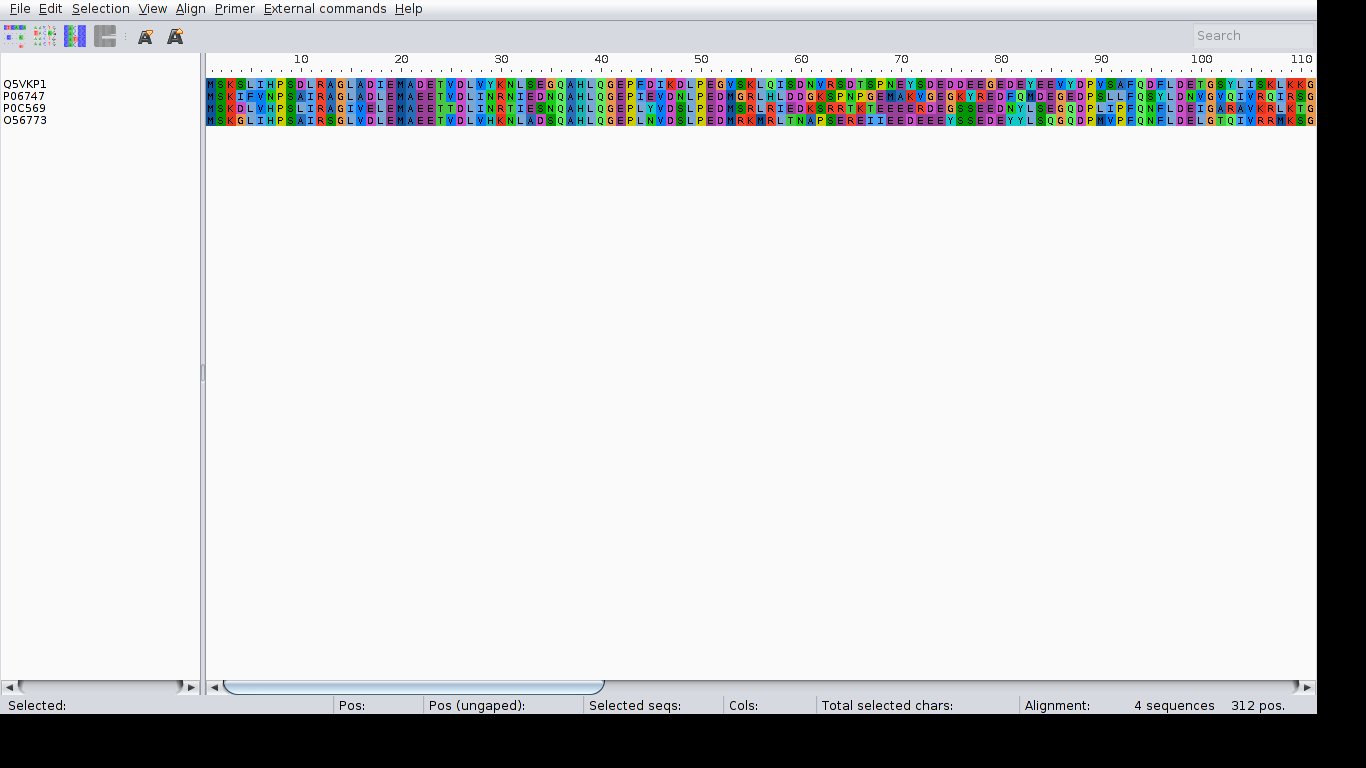 File Edit Selection View Align Primer External commands Help
Search
10 20 30 40 50 60 70 80 90 100 110
Q5VKP1 MSKSLIHPSDLRAGLADIEMADETVDLVYKNLSEGQAHLQGEPFDIKDLPEGVSKLQISDNVRSDTSPNEYSDEDDEEGEDEYEEVYDPVSAFQDFLDETGSYLISKLKKG
P06747 MSKIFVNPSAIRAGLADLEMAEETVDLINRNIEDNQAHLQGEPIEVDNLPEDMGRLHLDDGKSPNPGEMAKVGEGKYREDFQMDEGEDPSLLFQSYLDNVGVQIVRQIRSG
P0C569 MSKDLVHPSLIRAGIVELEMAEETTDLINRTIESNQAHLQGEPLYVDSLPEDMSRLRIEDKSRRTKTEEEERDEGSSEEDNYLSEGQDPLIPFQNFLDEIGARAVKRLKTG
O56773 MSKGLIHPSAIRSGLVDLEMAEETVDLVHKNLADSQAHLQGEPLNVDSLPEDMRKMRLTNAPSEREIIEEDEEEYSSEDEYYLSQGQDPMVPFQNFLDELGTQIVRRMKSG
Selected: Pos: Pos (ungaped): Selected seqs: Cols: Total selected chars: Alignment: 4 sequences 312 pos.